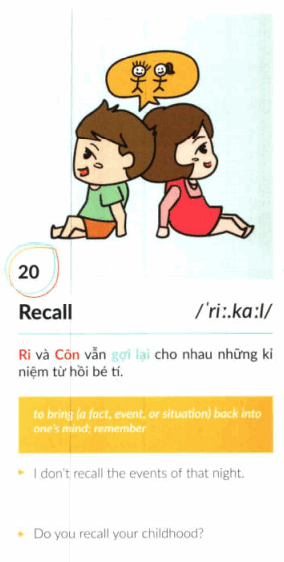 20
Recall /ˈriː.kɑːl/
Ri và Côn vẫn gợi lại cho nhau những kỉ
niệm từ hồi bé tí.
to bring (a fact, event, or situation) back into
one's mind; remember
I don't recall the events of that night.
Do you recall your childhood?